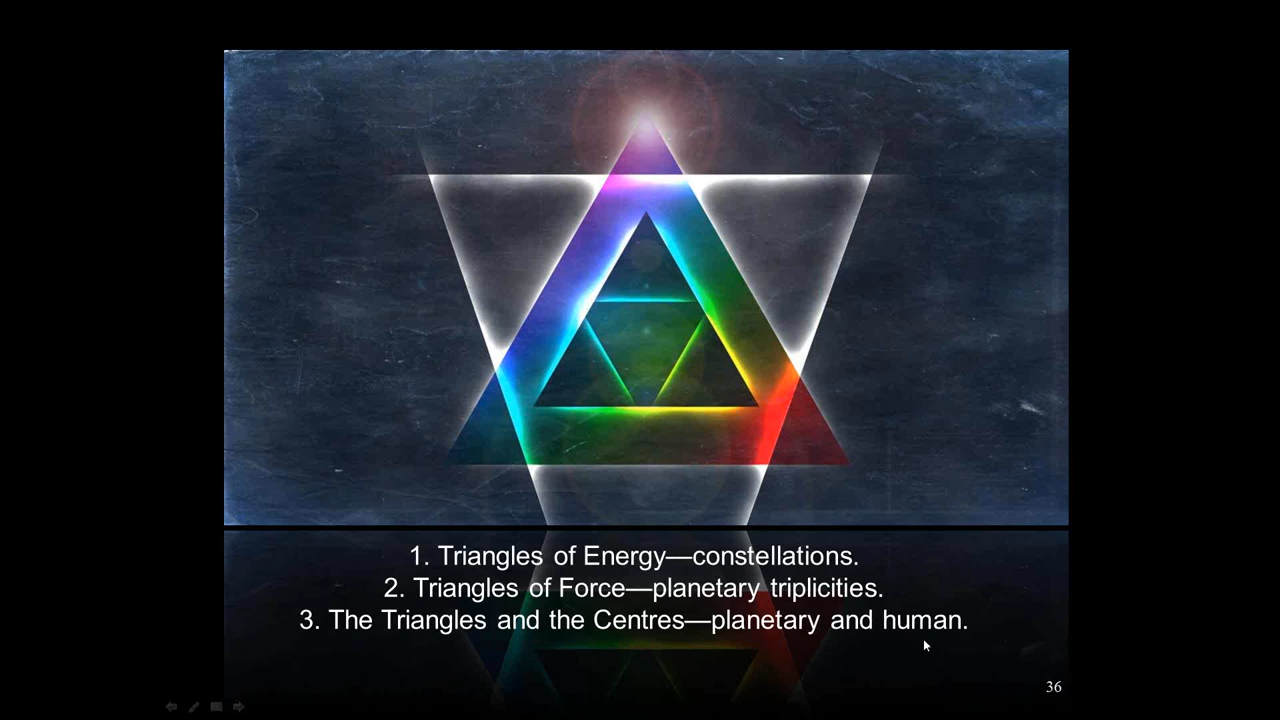 1. Triangles of Energy—constellations.
2. Triangles of Force—planetary triplicities.
3. The Triangles and the Centres—planetary and human.
36